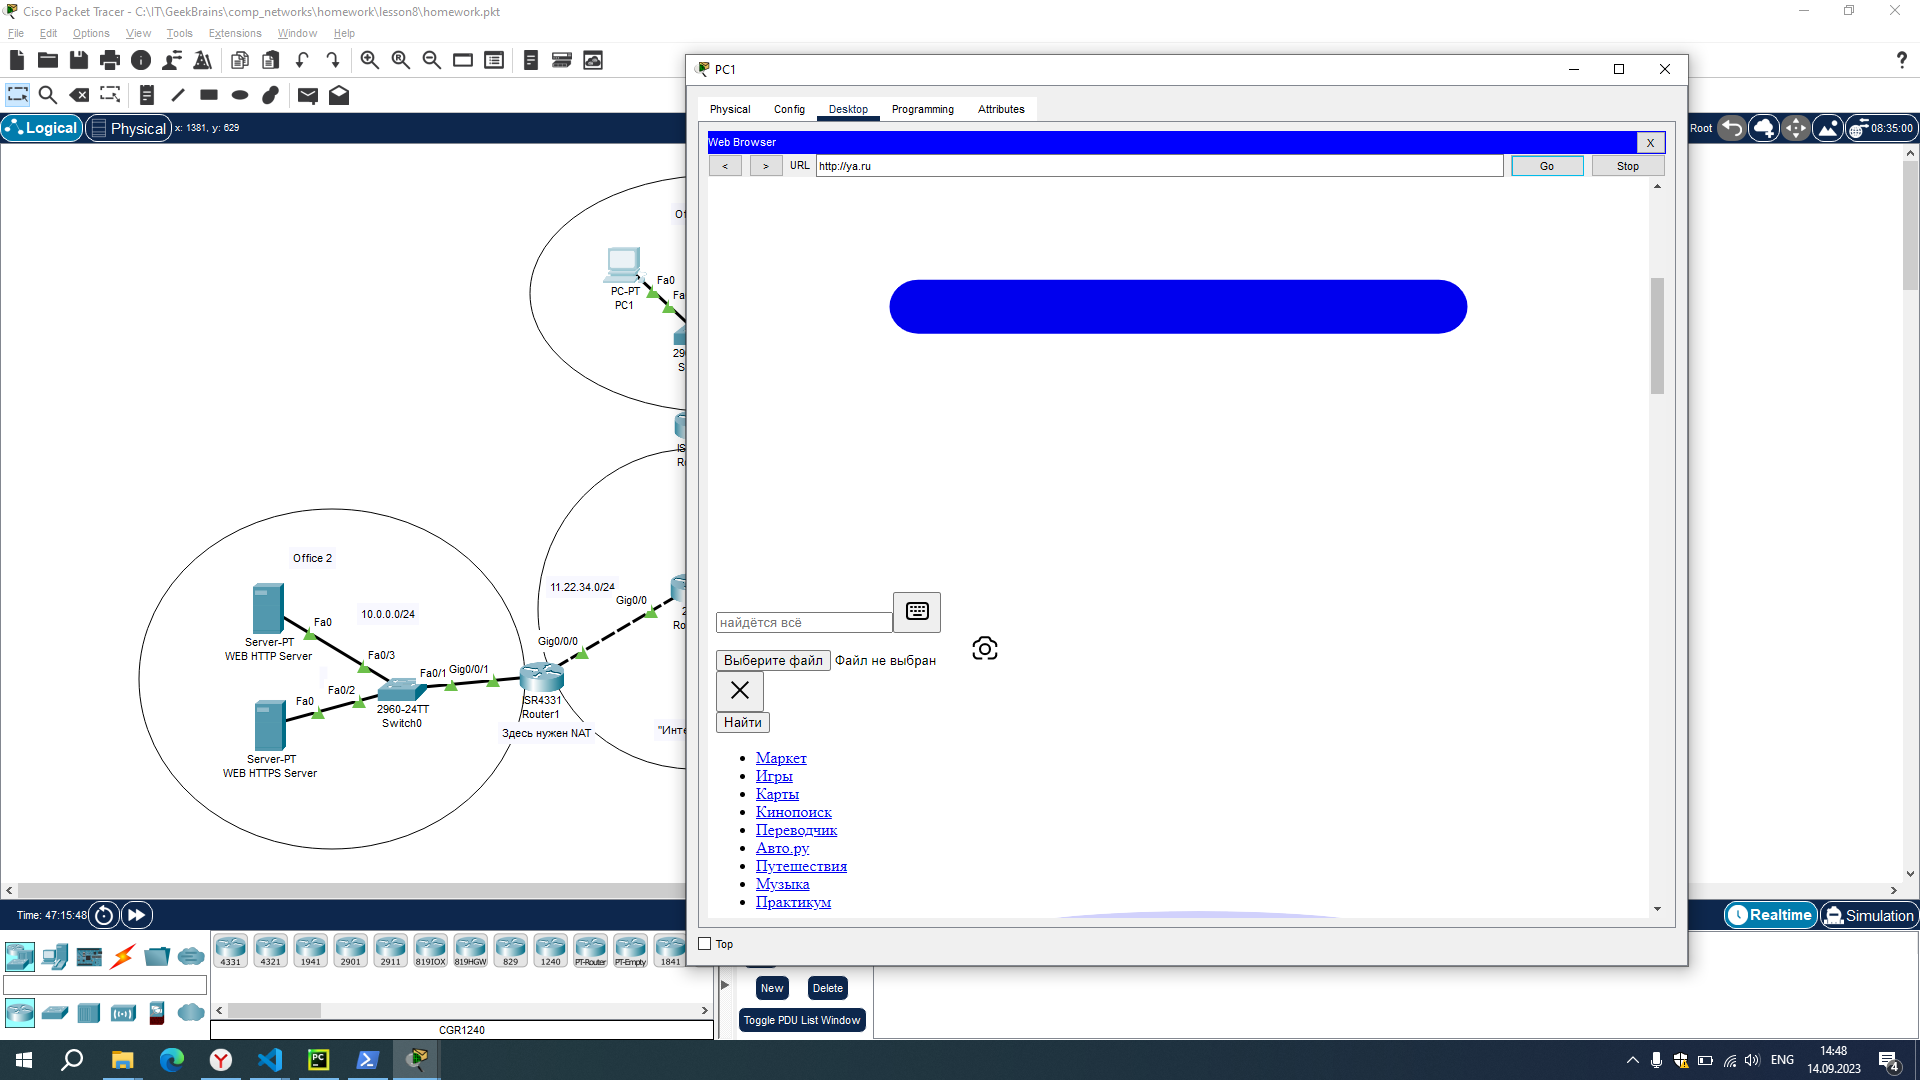 Cisco Packet Tracer - C:\IT\GeekBrains\comp_networks\homework\lesson8\homework.pkt
File Edit Options View Tools Extensions Window Help
Logical
Physical
x: 1381, y: 629
Root
08:35:00
PC1
Physical Config Desktop Programming Attributes
Web Browser
X
< > URL http://ya.ru Go Stop
найдётся всё
Выберите файл Файл не выбран
Найти
Маркет
Игры
Карты
Кинопоиск
Переводчик
Авто.ру
Путешествия
Музыка
Практикум
Top
PC-PT
PC1
Fa0
Fa
Office 2
10.0.0.0/24
Fa0
Server-PT
WEB HTTP Server
Fa0/3
Fa0/1
Gig0/0/1
Fa0
Fa0/2
2960-24TT
Switch0
Server-PT
WEB HTTPS Server
11.22.34.0/24
Gig0/0
Gig0/0/0
ISR4331
Router1
Здесь нужен NAT
Time: 47:15:48
Realtime
Simulation
4331 4321 1941 2901 2911 819IOX 819HGW 829 1240 PT-Router PT-Empty 1841
CGR1240
New Delete
Toggle PDU List Window
ENG
14:48
14.09.2023
4